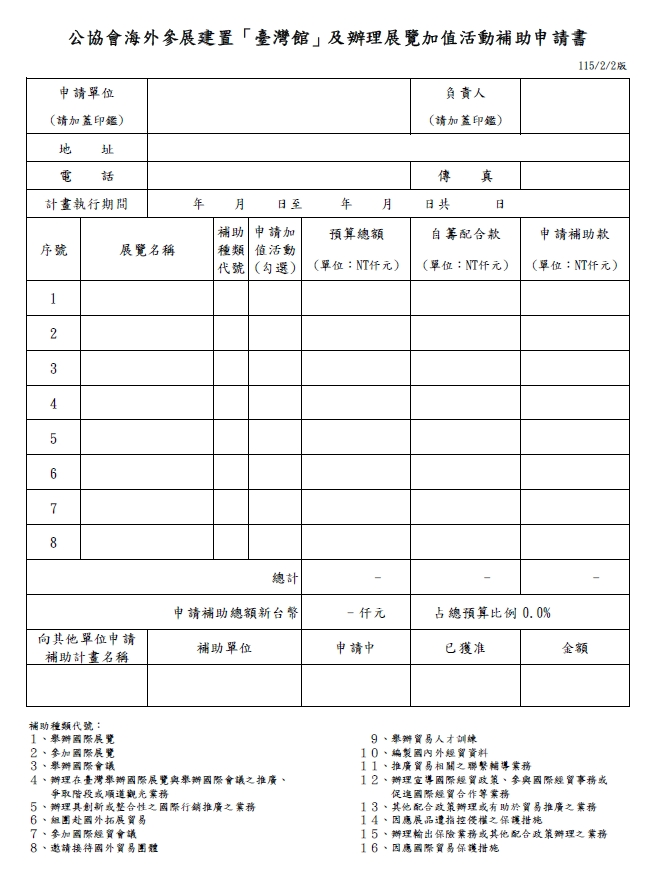 公協會海外參展建置「臺灣館」及辦理展覽加值活動補助申請書
115/2/2版
申請單位
(請加蓋印鑑)
負責人
(請加蓋印鑑)
地　　址
電　　話
傳　　真
計畫執行期間
年　　月　　日至　　年　　月　　日共　　日
序號
展覽名稱
補助
種類
代號
申請加
值活動
(勾選)
預算總額
(單位：NT仟元)
自籌配合款
(單位：NT仟元)
申請補助款
(單位：NT仟元)
1
2
3
4
5
6
7
8
總計 - - -
申請補助總額新台幣 - 仟元 占總預算比例 0.0%
向其他單位申請
補助計畫名稱
補助單位
申請中
已獲准
金額
補助種類代號：
１、舉辦國際展覽
２、參加國際展覽
３、舉辦國際會議
４、辦理在臺灣舉辦國際展覽與舉辦國際會議之推廣、
爭取階段或順道觀光業務
５、辦理具創新或整合性之國際行銷推廣之業務
６、組團赴國外拓展貿易
７、參加國際經貿會議
８、邀請接待國外貿易團體
９、舉辦貿易人才訓練
１０、編製國內外經貿資料
１１、推廣貿易相關之聯繫輔導業務
１２、辦理宣導國際經貿政策、參與國際經貿事務或
促進國際經貿合作等業務
１３、其他配合政策辦理或有助於貿易推廣之業務
１４、因應展品遭指控侵權之保護措施
１５、辦理輸出保險業務或其他配合政策辦理之業務
１６、因應國際貿易保護措施